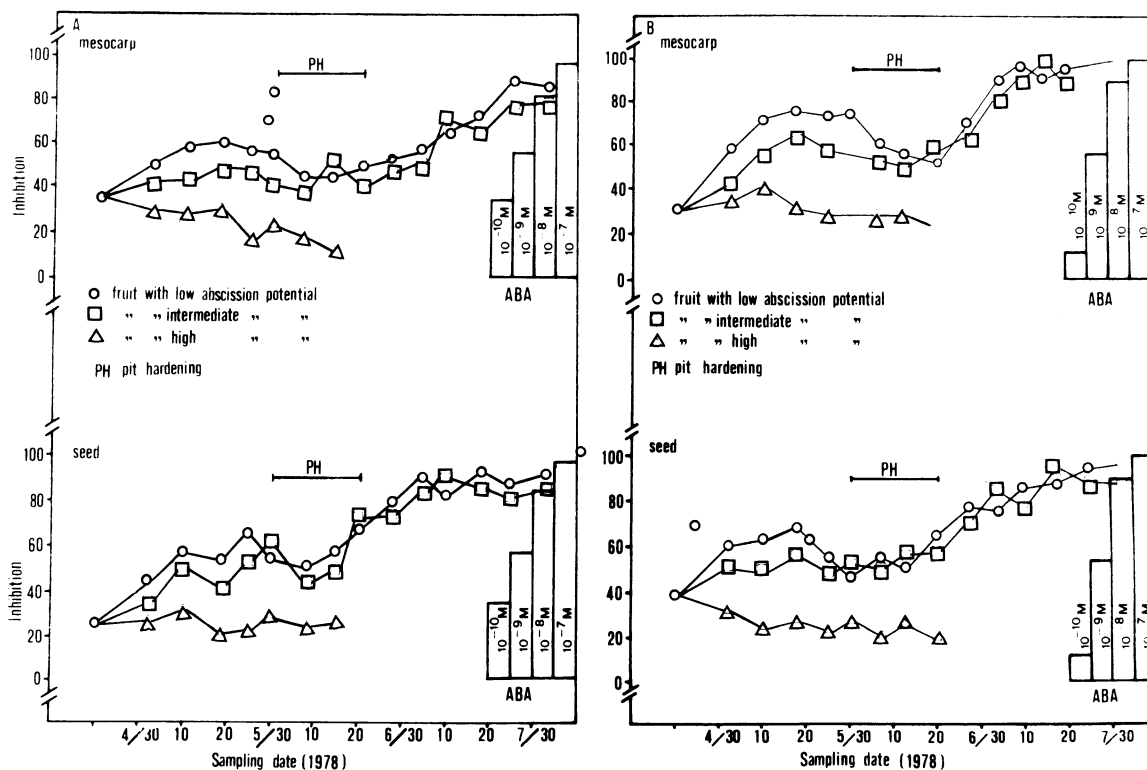 A
mesocarp
PH
100
80
60
40
20
0
Inhibition
10⁻¹⁰ M
10⁻⁹ M
10⁻⁸ M
10⁻⁷ M
ABA
fruit with low abscission potential
" " intermediate " "
" " high " "
PH pit hardening
seed
PH
100
80
60
40
20
0
Inhibition
10⁻¹⁰ M
10⁻⁹ M
10⁻⁸ M
10⁻⁷ M
ABA
4/30 10 20 5/30 10 20 6/30 10 20 7/30
Sampling date (1978)
B
mesocarp
PH
100
80
60
40
20
0
10 10M
10⁻9 M
10 8 M
10 7 M
ABA
fruit with low abscission potential
" " intermediate " "
" " high " "
PH pit hardening
seed
PH
100
80
60
40
20
0
10⁻10 M
10⁻9 M
10⁻8 M
10⁻7 M
ABA
4/30 10 20 5/30 10 20 6/30 10 20 7/30
Sampling date (1978)